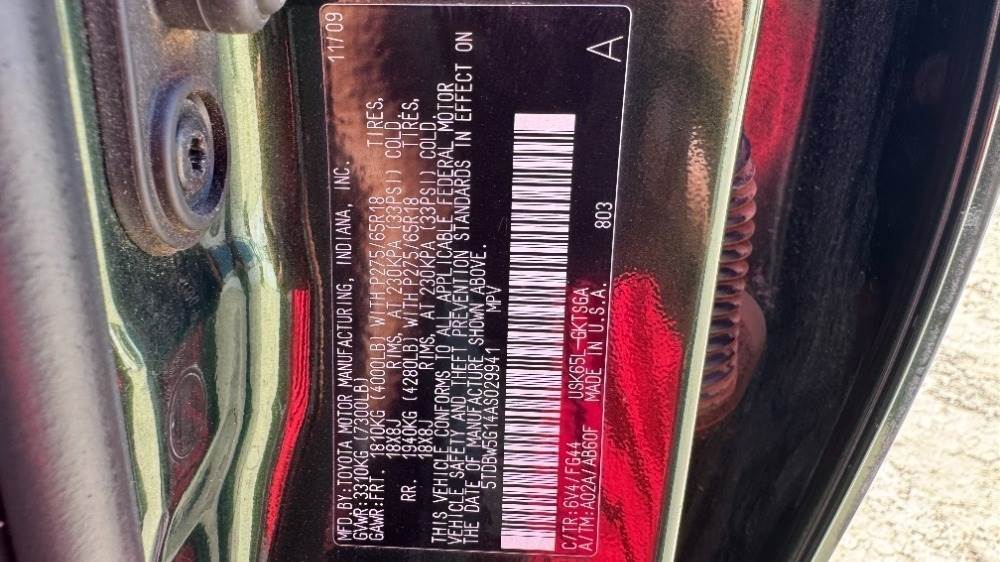 MFD.BY:TOYOTA MOTOR MANUFACTURING, INDIANA, INC. 11/09
GVWR:3310KG (7300LB)
GAWR:FRT. 1810KG (4000LB) WITH P275/65R18 TIRES,
18X8J RIMS, AT 230KPA (33PSI) COLD.
RR. 1940KG (4280LB) WITH P275/65R18 TIRES,
18X8J RIMS, AT 230KPA (33PSI) COLD.
THIS VEHICLE CONFORMS TO ALL APPLICABLE FEDERAL MOTOR
VEHICLE SAFETY AND THEFT PREVENTION STANDARDS IN EFFECT ON
THE DATE OF MANUFACTURE SHOWN ABOVE.
5TDBW5G14AS029941 MPV
A
C/TR:6V4/FG44 USK65L-GKTSGA
A/TM:A02A/AB60F MADE IN U.S.A. 803